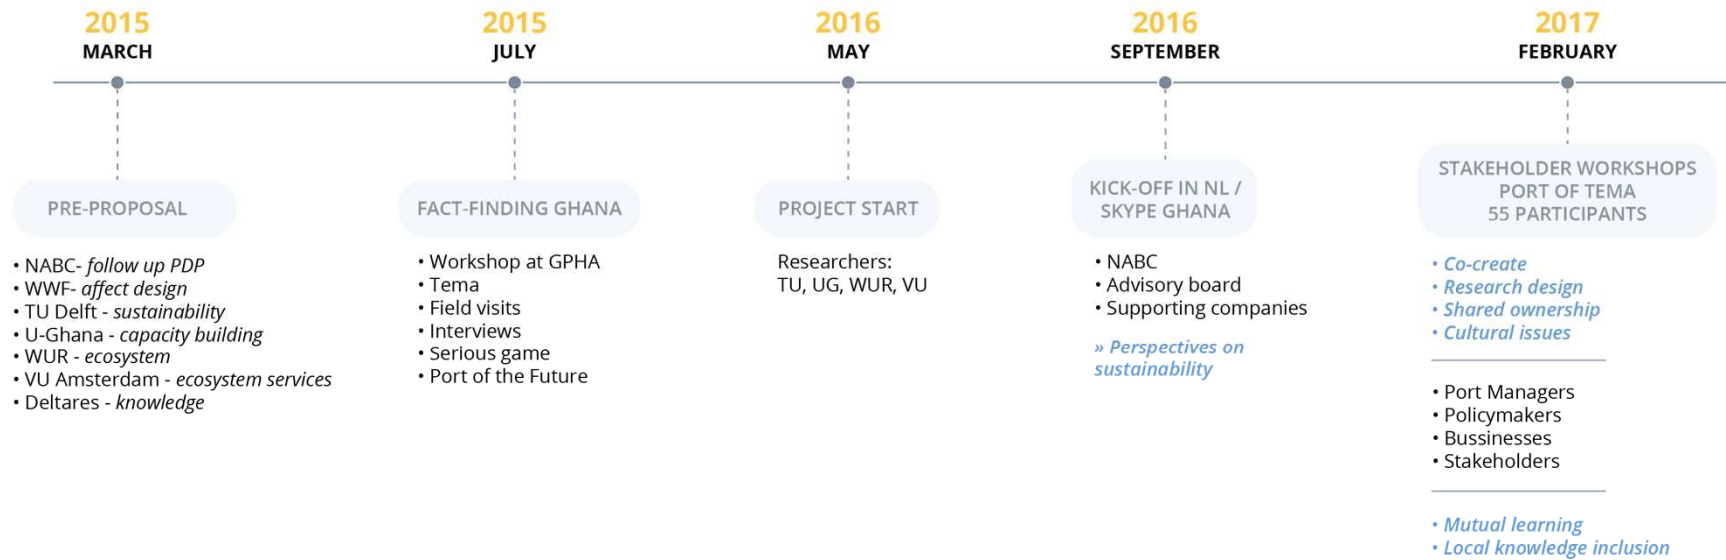 2015
MARCH
PRE-PROPOSAL
• NABC- follow up PDP
• WWF- affect design
• TU Delft - sustainability
• U-Ghana - capacity building
• WUR - ecosystem
• VU Amsterdam - ecosystem services
• Deltares - knowledge
2015
JULY
FACT-FINDING GHANA
• Workshop at GPHA
• Tema
• Field visits
• Interviews
• Serious game
• Port of the Future
2016
MAY
PROJECT START
Researchers:
TU, UG, WUR, VU
2016
SEPTEMBER
KICK-OFF IN NL /
SKYPE GHANA
• NABC
• Advisory board
• Supporting companies
» Perspectives on
sustainability
2017
FEBRUARY
STAKEHOLDER WORKSHOPS
PORT OF TEMA
55 PARTICIPANTS
• Co-create
• Research design
• Shared ownership
• Cultural issues
• Port Managers
• Policymakers
• Bussinesses
• Stakeholders
• Mutual learning
• Local knowledge inclusion